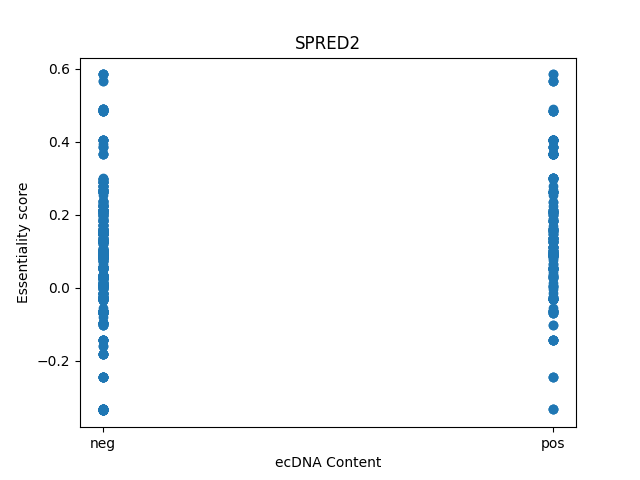 SPRED2
0.6
0.4
0.2
0.0
−0.2
Essentiality score
neg
pos
ecDNA Content